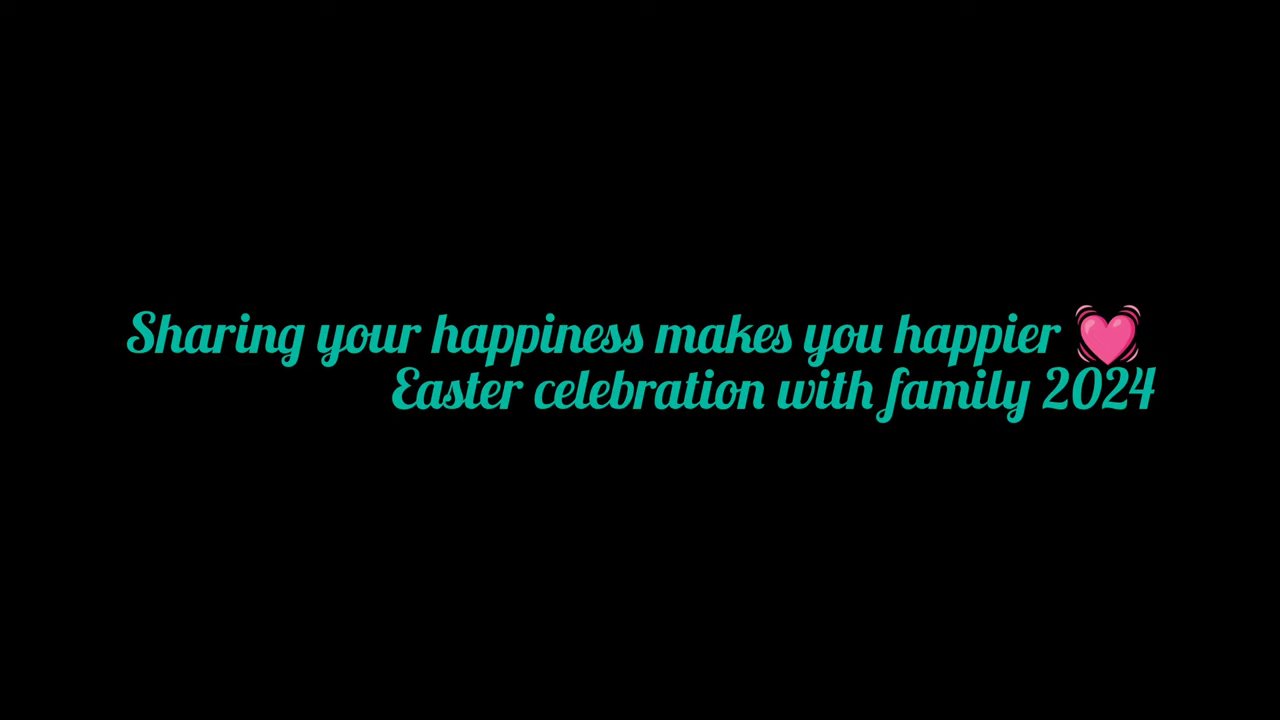 Sharing your happiness makes you happier 💓
Easter celebration with family 2024